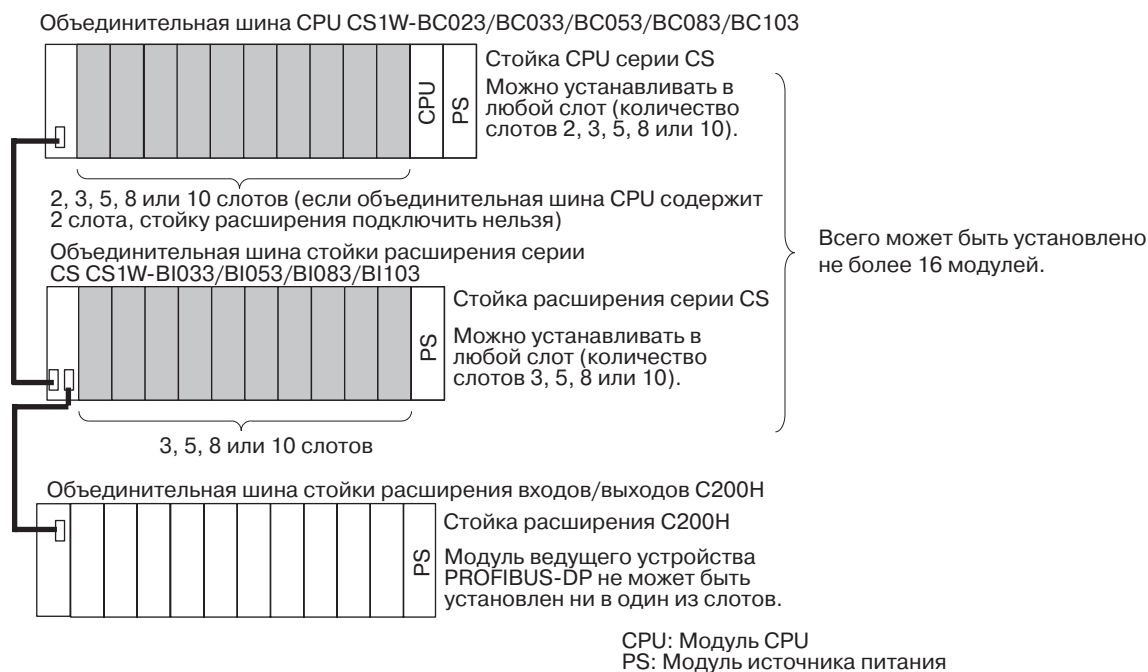 Объединительная шина CPU CS1W-BC023/BC033/BC053/BC083/BC103
CPU
PS
Стойка CPU серии CS
Можно устанавливать в
любой слот (количество
слотов 2, 3, 5, 8 или 10).
2, 3, 5, 8 или 10 слотов (если объединительная шина CPU содержит
2 слота, стойку расширения подключить нельзя)
Объединительная шина стойки расширения серии
CS CS1W-BI033/BI053/BI083/BI103
PS
Стойка расширения серии CS
Можно устанавливать в
любой слот (количество
слотов 3, 5, 8 или 10).
3, 5, 8 или 10 слотов
Всего может быть установлено
не более 16 модулей.
Объединительная шина стойки расширения входов/выходов C200H
PS
Стойка расширения C200H
Модуль ведущего устройства
PROFIBUS-DP не может быть
установлен ни в один из слотов.
CPU: Модуль CPU
PS: Модуль источника питания